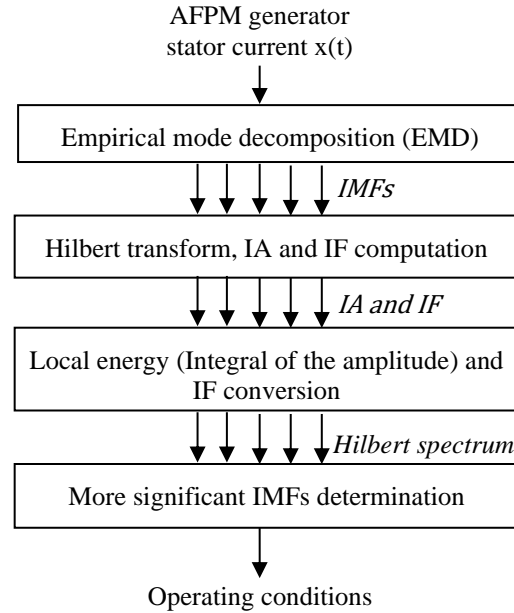 AFPM generator
stator current x(t)
Empirical mode decomposition (EMD)
IMFs
Hilbert transform, IA and IF computation
IA and IF
Local energy (Integral of the amplitude) and
IF conversion
Hilbert spectrum
More significant IMFs determination
Operating conditions